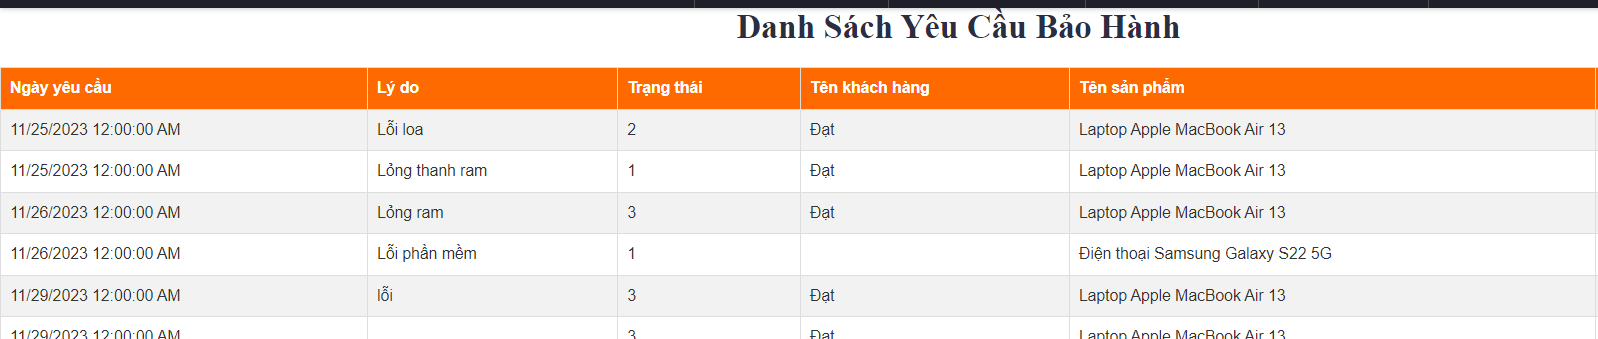 Danh Sách Yêu Cầu Bảo Hành
Ngày yêu cầu Lý do Trạng thái Tên khách hàng Tên sản phẩm
11/25/2023 12:00:00 AM Lỗi loa 2 Đạt Laptop Apple MacBook Air 13
11/25/2023 12:00:00 AM Lỏng thanh ram 1 Đạt Laptop Apple MacBook Air 13
11/26/2023 12:00:00 AM Lỏng ram 3 Đạt Laptop Apple MacBook Air 13
11/26/2023 12:00:00 AM Lỗi phần mềm 1 Điện thoại Samsung Galaxy S22 5G
11/29/2023 12:00:00 AM lỗi 3 Đạt Laptop Apple MacBook Air 13
11/29/2023 12:00:00 AM 3 Đạt Laptop Apple MacBook Air 13